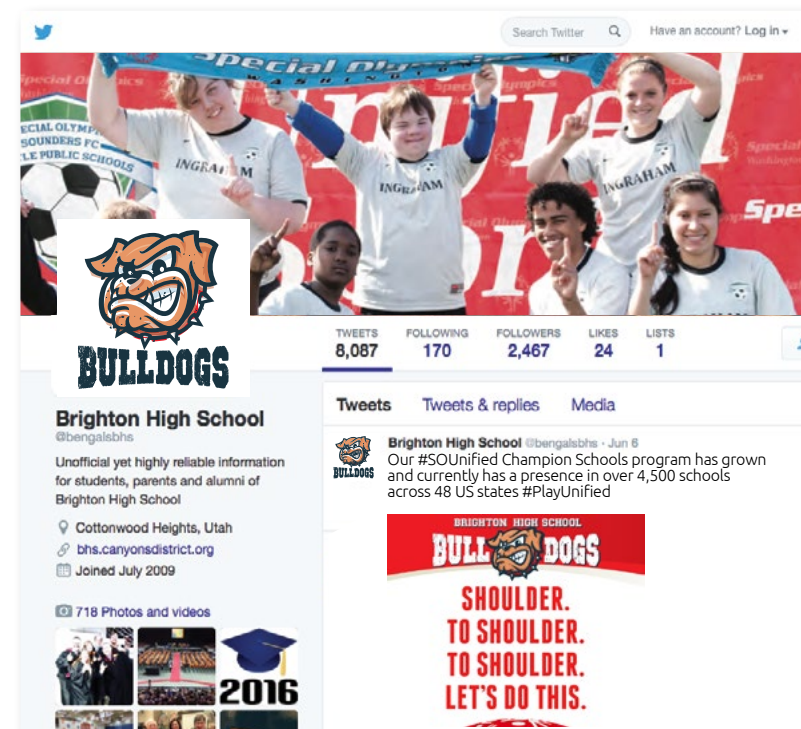 Search Twitter
Have an account? Log in
Special Olympics
WASHINGTON
ECIAL OLYMP
SOUNDERS FC
LE PUBLIC SCHOOLS
INGRAHAM
INGRAHAM
INGRAHAM
Spe
BULLDOGS
TWEETS FOLLOWING FOLLOWERS LIKES LISTS
8,087 170 2,467 24 1
Brighton High School
@bengalsbhs
Unofficial yet highly reliable information
for students, parents and alumni of
Brighton High School
Cottonwood Heights, Utah
bhs.canyonsdistrict.org
Joined July 2009
718 Photos and videos
2016
Tweets Tweets & replies Media
BULLDOGS
Brighton High School @bengalsbhs · Jun 6
Our #SOUnified Champion Schools program has grown
and currently has a presence in over 4,500 schools
across 48 US states #PlayUnified
BRIGHTON HIGH SCHOOL
BULL DOGS
SHOULDER.
TO SHOULDER.
TO SHOULDER.
LET'S DO THIS.